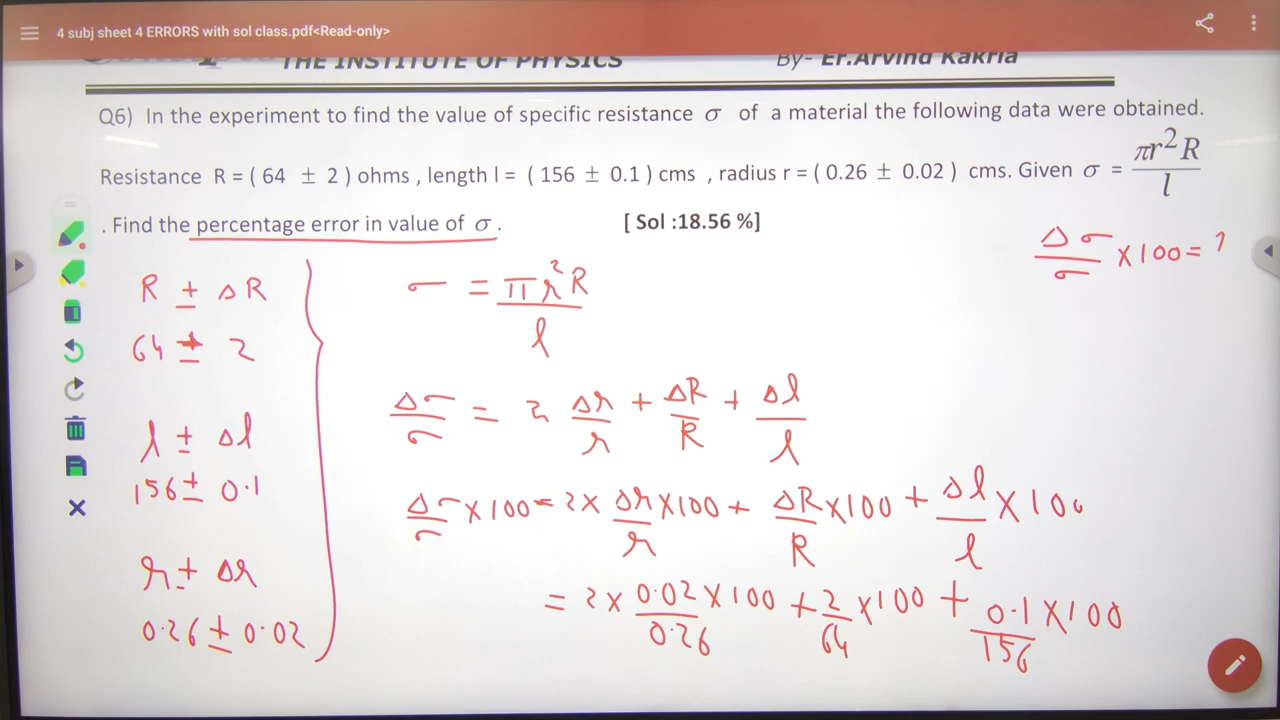 4 subj sheet 4 ERRORS with sol class.pdf<Read-only>
THE INSTITUTE OF PHYSICS By- Er.Arvind Kakria
Q6) In the experiment to find the value of specific resistance σ of a material the following data were obtained.
Resistance R = ( 64 ± 2 ) ohms , length l = ( 156 ± 0.1 ) cms , radius r = ( 0.26 ± 0.02 ) cms. Given σ = πr²R / l
. Find the percentage error in value of σ . [ Sol :18.56 %]
Δσ/σ × 100 = ?
R ± ΔR
64 ± 2
l ± Δl
156 ± 0.1
r ± Δr
0.26 ± 0.02
σ = πr²R / l
Δσ/σ = 2 Δr/r + ΔR/R + Δl/l
Δσ/σ × 100 = 2 × Δr/r × 100 + ΔR/R × 100 + Δl/l × 100
= 2 × 0.02/0.26 × 100 + 2/64 × 100 + 0.1/156 × 100